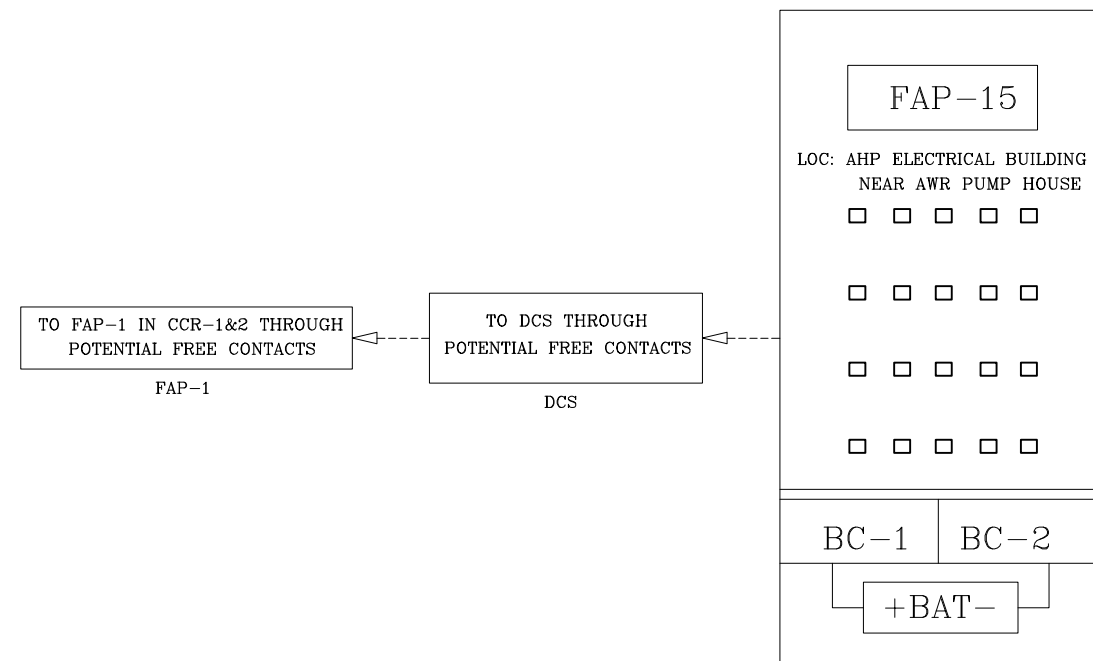 FAP-15
LOC: AHP ELECTRICAL BUILDING
NEAR AWR PUMP HOUSE
TO FAP-1 IN CCR-1&2 THROUGH
POTENTIAL FREE CONTACTS
FAP-1
TO DCS THROUGH
POTENTIAL FREE CONTACTS
DCS
BC-1
BC-2
+BAT-